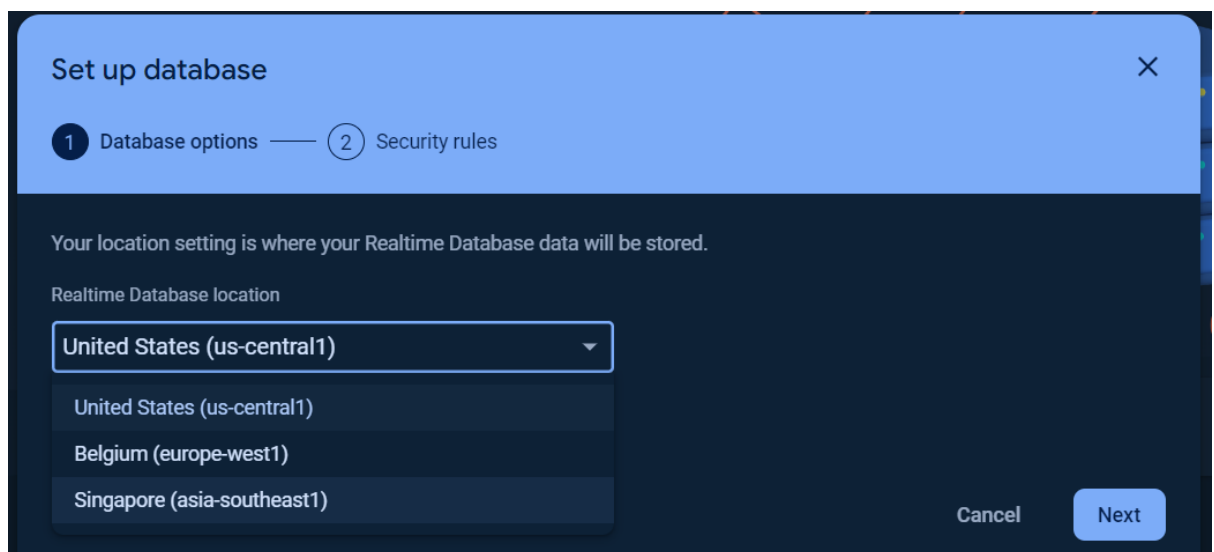 Set up database
1 Database options 2 Security rules
Your location setting is where your Realtime Database data will be stored.
Realtime Database location
United States (us-central1)
United States (us-central1)
Belgium (europe-west1)
Singapore (asia-southeast1)
Cancel Next